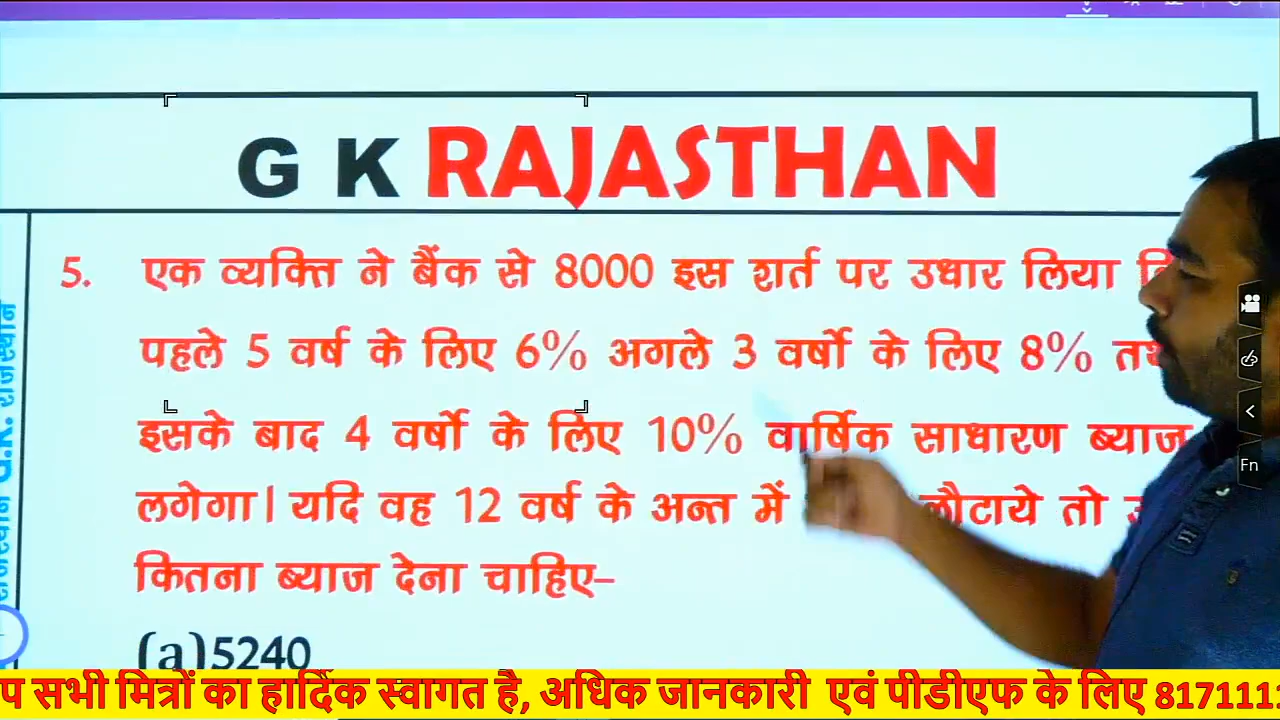 G K RAJASTHAN
5. एक व्यक्ति ने बैंक से 8000 इस शर्त पर उधार लिया
पहले 5 वर्ष के लिए 6% अगले 3 वर्षो के लिए 8%
इसके बाद 4 वर्षो के लिए 10% वार्षिक साधारण ब्याज
लगेगा। यदि वह 12 वर्ष के अन्त में लौटाये तो
कितना ब्याज देना चाहिए–
(a) 5240
सभी मित्रों का हार्दिक स्वागत है, अधिक जानकारी एवं पीडीएफ के लिए
Fn